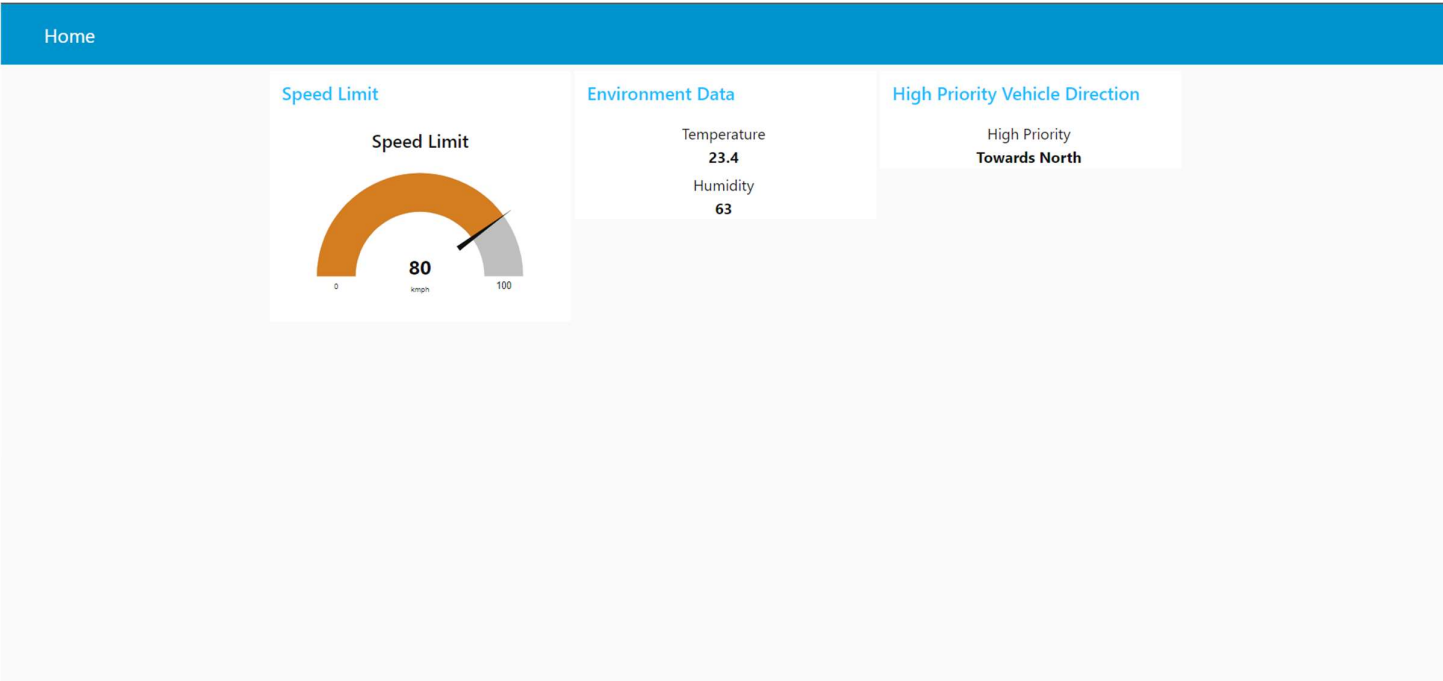 Home
Speed Limit
Speed Limit
80
0
kmph
100
Environment Data
Temperature
23.4
Humidity
63
High Priority Vehicle Direction
High Priority
Towards North